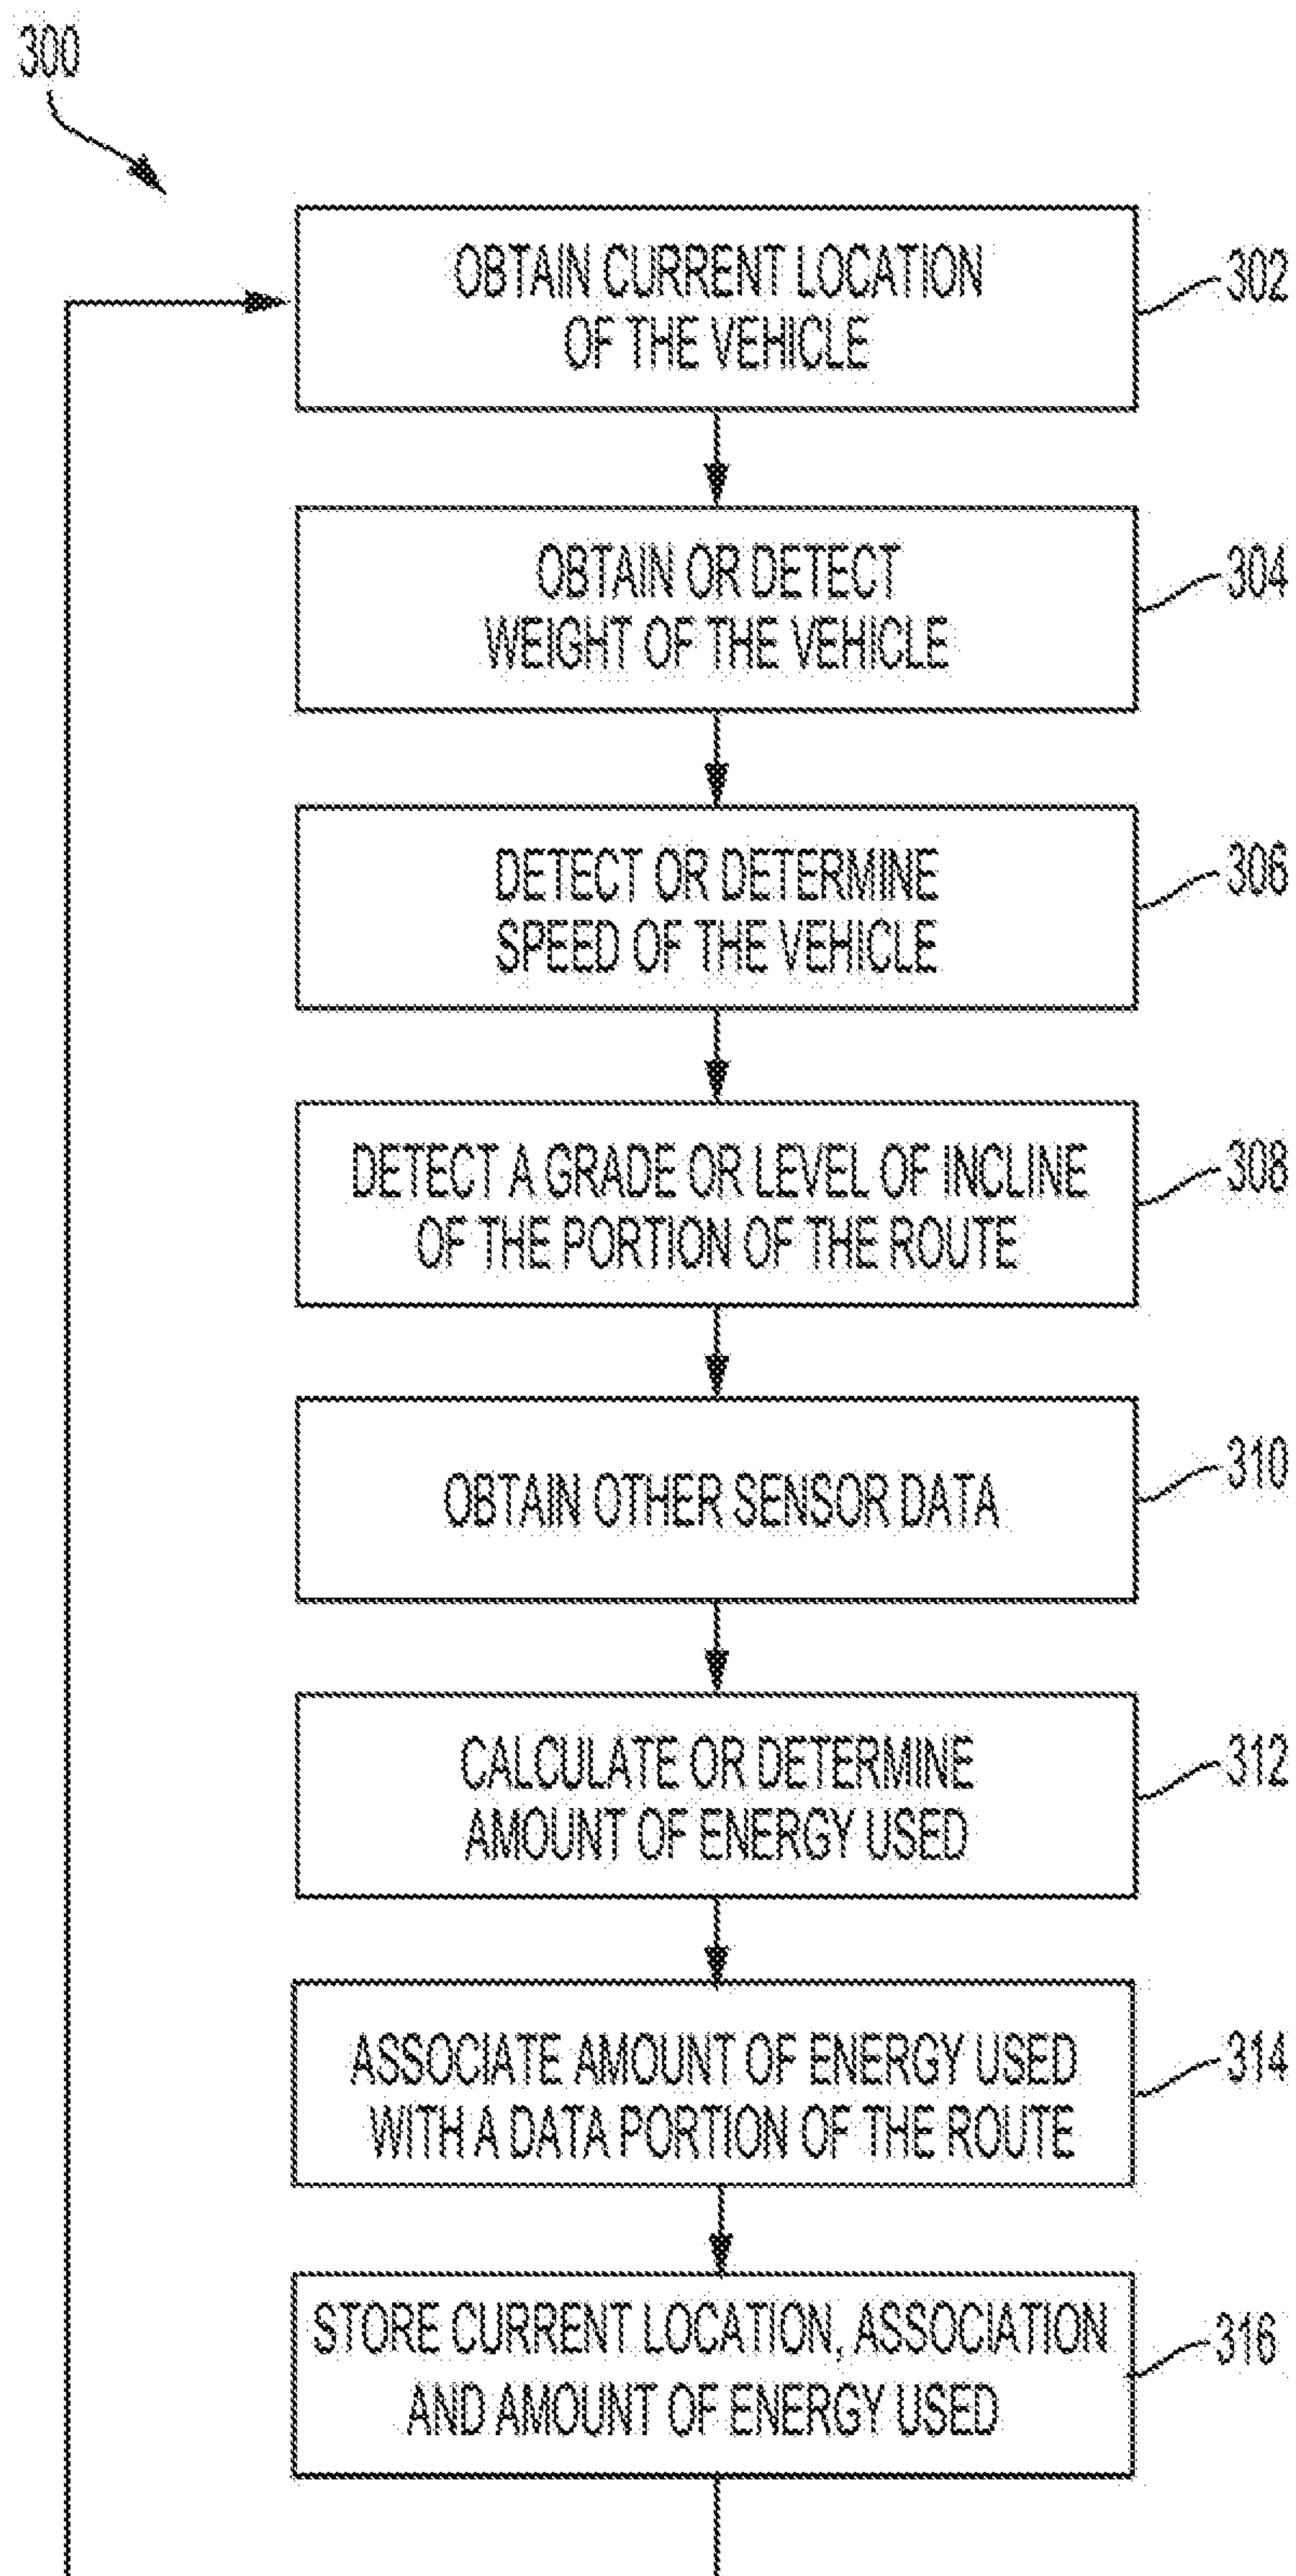 300
OBTAIN CURRENT LOCATION
OF THE VEHICLE
302
OBTAIN OR DETECT
WEIGHT OF THE VEHICLE
304
DETECT OR DETERMINE
SPEED OF THE VEHICLE
306
DETECT A GRADE OR LEVEL OF INCLINE
OF THE PORTION OF THE ROUTE
308
OBTAIN OTHER SENSOR DATA
310
CALCULATE OR DETERMINE
AMOUNT OF ENERGY USED
312
ASSOCIATE AMOUNT OF ENERGY USED
WITH A DATA PORTION OF THE ROUTE
314
STORE CURRENT LOCATION, ASSOCIATION
AND AMOUNT OF ENERGY USED
316